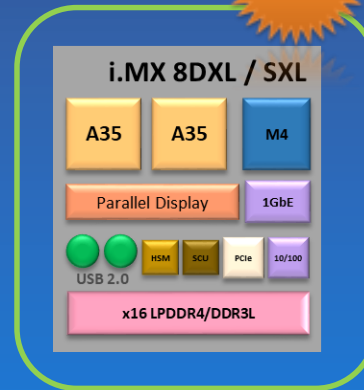 i.MX 8DXL / SXL
A35 A35 M4
Parallel Display 1GbE
HSM SCU PCIe 10/100
USB 2.0
x16 LPDDR4/DDR3L